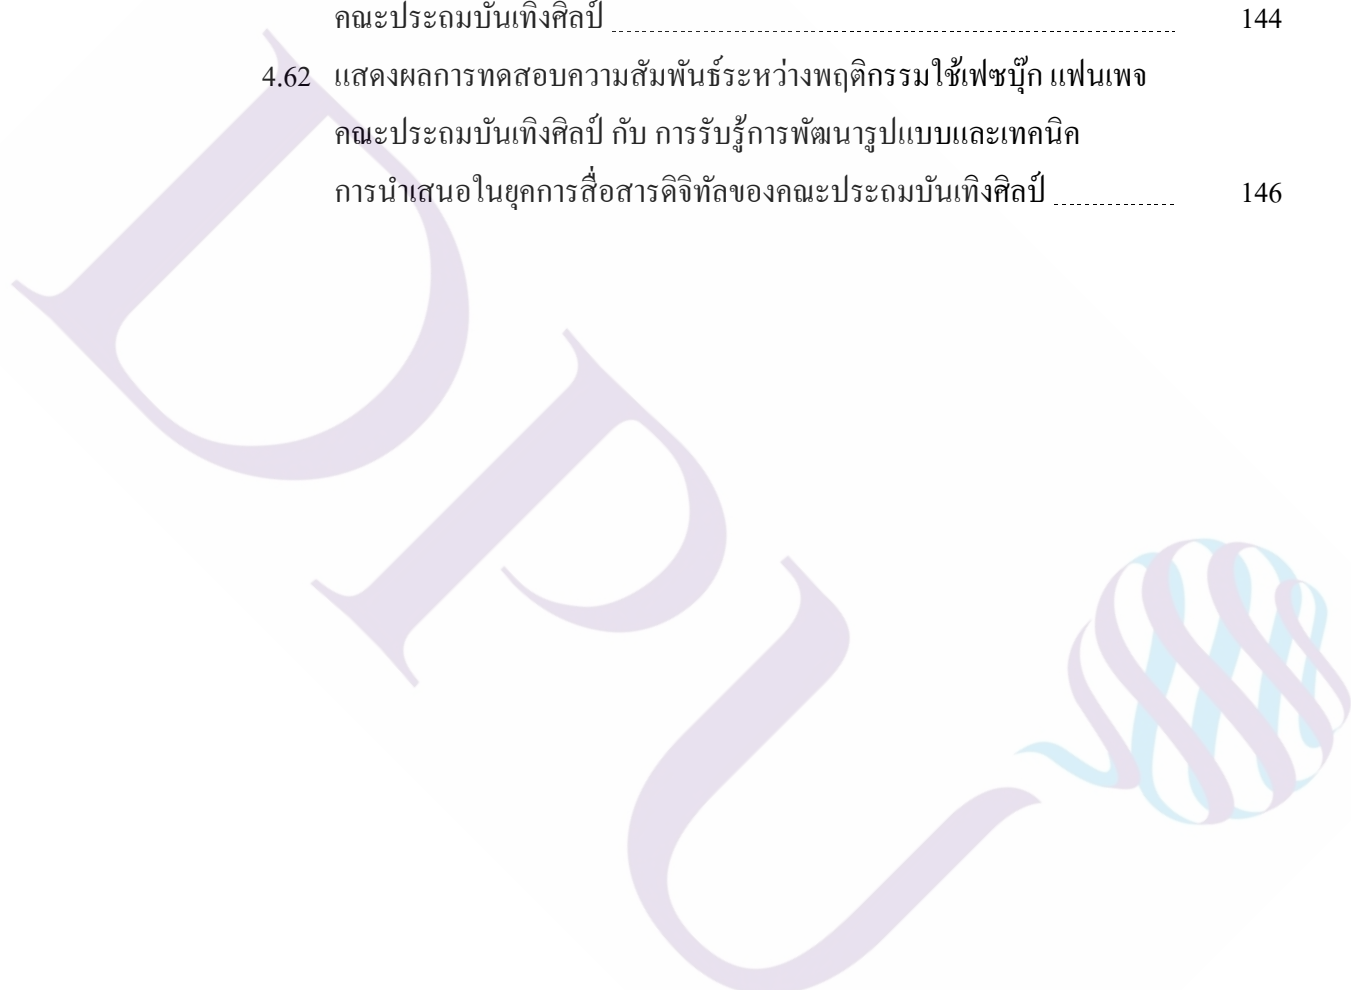 คณะประถมบันเทิงศิลป์ 144
4.62 แสดงผลการทดสอบความสัมพันธ์ระหว่างพฤติกรรมใช้เฟซบุ๊ก แฟนเพจ
คณะประถมบันเทิงศิลป์ กับ การรับรู้การพัฒนารูปแบบและเทคนิค
การนำเสนอในยุคการสื่อสารดิจิทัลของคณะประถมบันเทิงศิลป์ 146
DPU